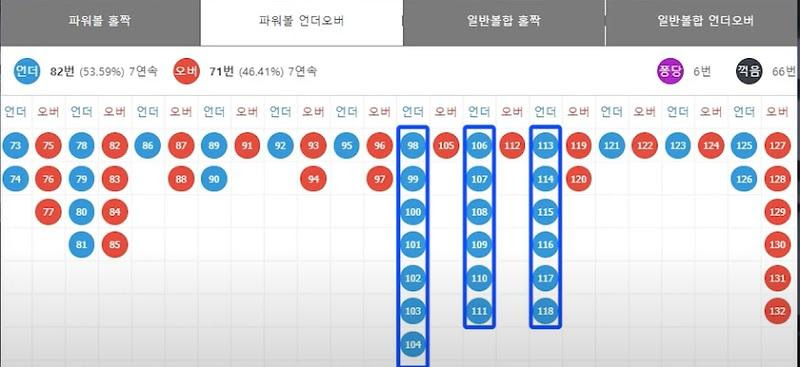 파워볼 홀짝 파워볼 언더오버 일반볼합 홀짝 일반볼합 언더오버
언더 82번 (53.59%) 7연속 오버 71번 (46.41%) 7연속 퐁당 6번 꺽음 66번
언더 오버 언더 오버 언더 오버 언더 오버 언더 오버 언더 오버 언더 오버 언더 오버 언더 오버 언더 오버 언더 오버 언더 오버
73 75 78 82 86 87 89 91 92 93 95 96 98 105 106 112 113 119 121 122 123 124 125 127
74 76 79 83 88 90 94 97 99 107 114 120 126 128
77 80 84 100 108 115 129
81 85 101 109 116 130
102 110 117 131
103 111 118 132
104